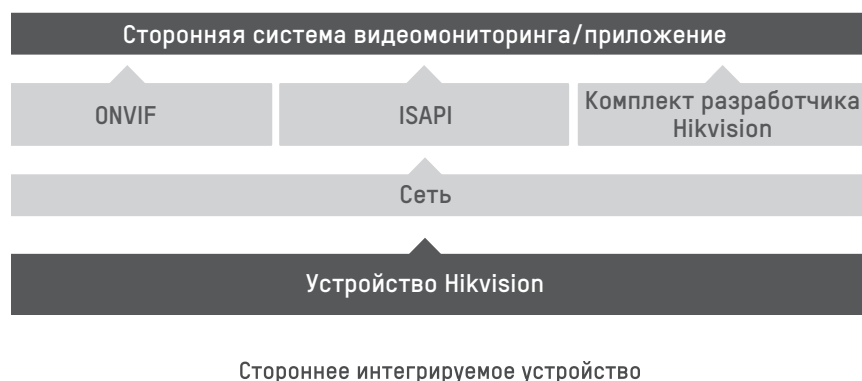 Сторонняя система видеомониторинга/приложение
ONVIF
ISAPI
Комплект разработчика
Hikvision
Сеть
Устройство Hikvision
Стороннее интегрируемое устройство